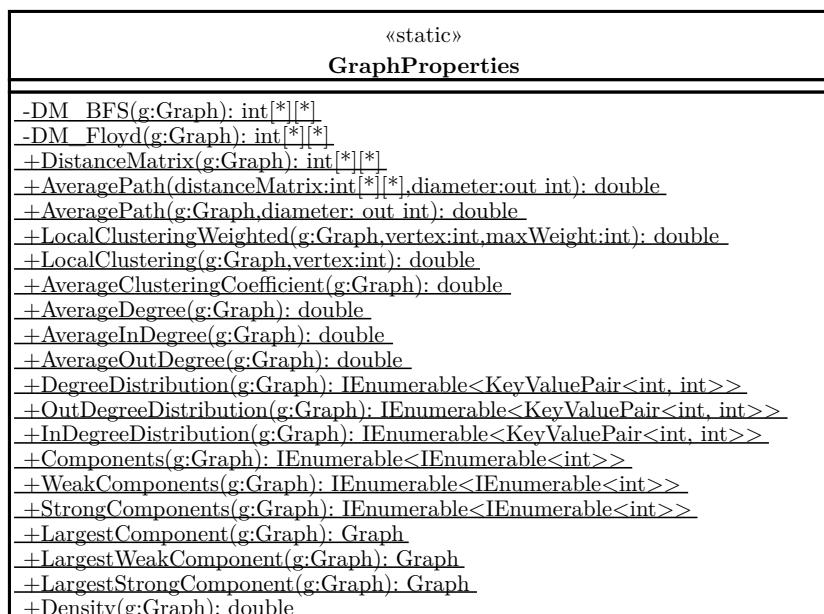 «static»
GraphProperties
-DM_BFS(g:Graph): int[*][*]
-DM_Floyd(g:Graph): int[*][*]
+DistanceMatrix(g:Graph): int[*][*]
+AveragePath(distanceMatrix:int[*][*],diameter:out int): double
+AveragePath(g:Graph,diameter: out int): double
+LocalClusteringWeighted(g:Graph,vertex:int,maxWeight:int): double
+LocalClustering(g:Graph,vertex:int): double
+AverageClusteringCoefficient(g:Graph): double
+AverageDegree(g:Graph): double
+AverageInDegree(g:Graph): double
+AverageOutDegree(g:Graph): double
+DegreeDistribution(g:Graph): IEnumerable<KeyValuePair<int, int>>
+OutDegreeDistribution(g:Graph): IEnumerable<KeyValuePair<int, int>>
+InDegreeDistribution(g:Graph): IEnumerable<KeyValuePair<int, int>>
+Components(g:Graph): IEnumerable<IEnumerable<int>>
+WeakComponents(g:Graph): IEnumerable<IEnumerable<int>>
+StrongComponents(g:Graph): IEnumerable<IEnumerable<int>>
+LargestComponent(g:Graph): Graph
+LargestWeakComponent(g:Graph): Graph
+LargestStrongComponent(g:Graph): Graph
+Density(g:Graph): double